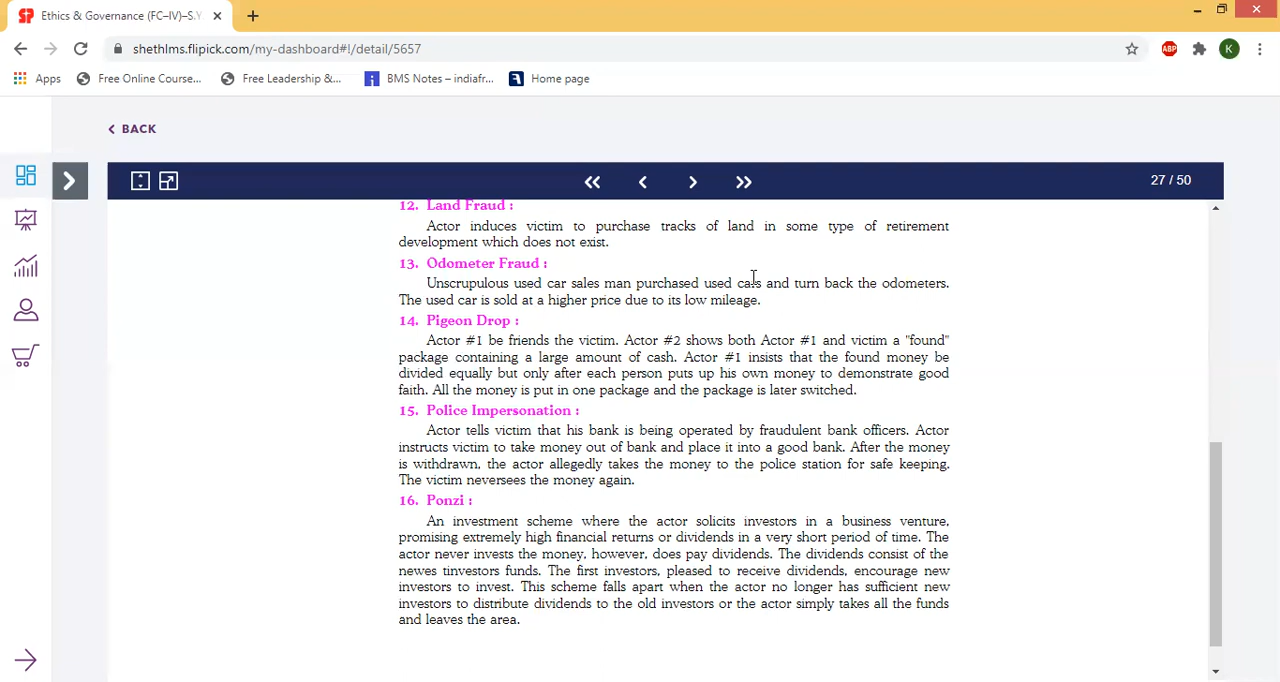 Ethics & Governance (FC–IV)–S.Y.
shethlms.flipick.com/my-dashboard#!/detail/5657
ABP
K
Apps
Free Online Course...
Free Leadership &...
BMS Notes – indiafr...
Home page
BACK
27 / 50
12. Land Fraud :
Actor induces victim to purchase tracks of land in some type of retirement
development which does not exist.
13. Odometer Fraud :
Unscrupulous used car sales man purchased used cars and turn back the odometers.
The used car is sold at a higher price due to its low mileage.
14. Pigeon Drop :
Actor #1 be friends the victim. Actor #2 shows both Actor #1 and victim a "found"
package containing a large amount of cash. Actor #1 insists that the found money be
divided equally but only after each person puts up his own money to demonstrate good
faith. All the money is put in one package and the package is later switched.
15. Police Impersonation :
Actor tells victim that his bank is being operated by fraudulent bank officers. Actor
instructs victim to take money out of bank and place it into a good bank. After the money
is withdrawn, the actor allegedly takes the money to the police station for safe keeping.
The victim neversees the money again.
16. Ponzi :
An investment scheme where the actor solicits investors in a business venture,
promising extremely high financial returns or dividends in a very short period of time. The
actor never invests the money, however, does pay dividends. The dividends consist of the
newes tinvestors funds. The first investors, pleased to receive dividends, encourage new
investors to invest. This scheme falls apart when the actor no longer has sufficient new
investors to distribute dividends to the old investors or the actor simply takes all the funds
and leaves the area.